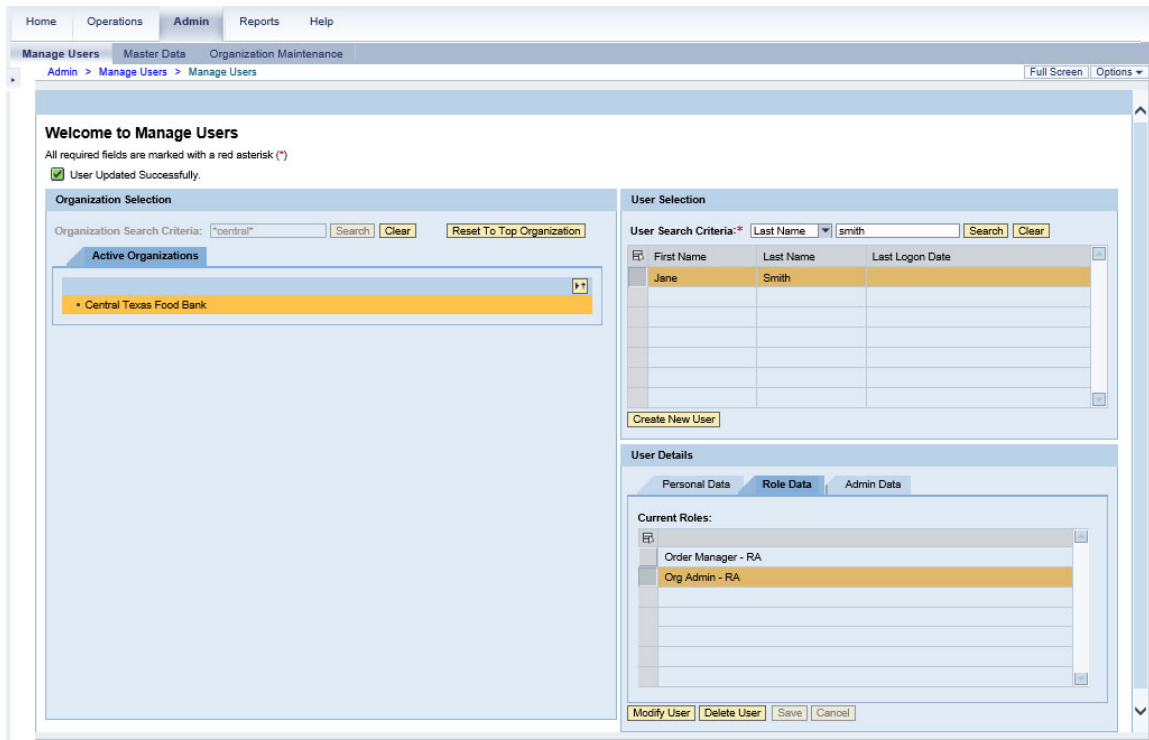 Home Operations Admin Reports Help
Manage Users Master Data Organization Maintenance
Admin > Manage Users > Manage Users Full Screen Options
Welcome to Manage Users
All required fields are marked with a red asterisk (*)
User Updated Successfully.
Organization Selection
Organization Search Criteria: *central* Search Clear Reset To Top Organization
Active Organizations
Central Texas Food Bank
User Selection
User Search Criteria:* Last Name smith Search Clear
First Name Last Name Last Logon Date
Jane Smith
Create New User
User Details
Personal Data Role Data Admin Data
Current Roles:
Order Manager - RA
Org Admin - RA
Modify User Delete User Save Cancel